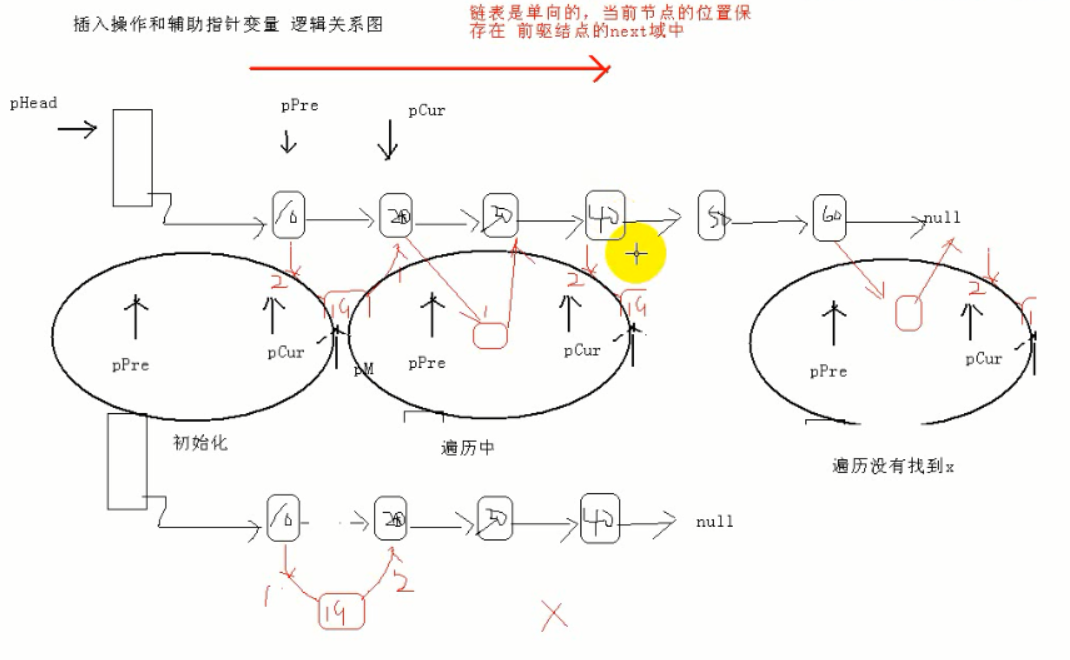 插入操作和辅助指针变量 逻辑关系图
链表是单向的，当前节点的位置保
存在 前驱结点的next域中
pHead
pPre
pCur
10 20 30 40 50 60 null
2 1 1 2 2
19 19
pPre pCur pM pPre pCur pPre pCur
初始化
遍历中
遍历没有找到x
10 20 30 40 null
1 2
19